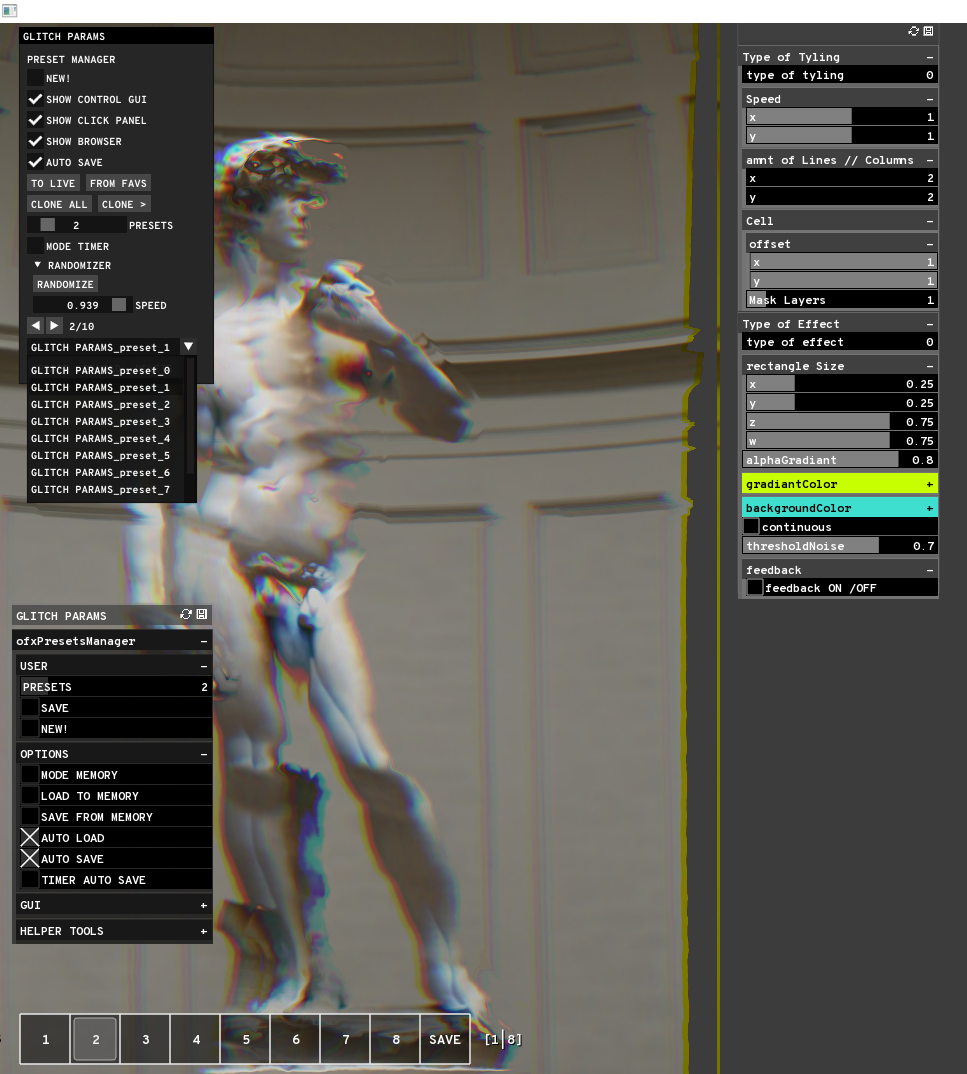 GLITCH PARAMS
PRESET MANAGER
NEW!
SHOW CONTROL GUI
SHOW CLICK PANEL
SHOW BROWSER
AUTO SAVE
TO LIVE FROM FAVS
CLONE ALL CLONE >
2 PRESETS
MODE TIMER
RANDOMIZER
RANDOMIZE
0.939 SPEED
2/10
GLITCH PARAMS_preset_1
GLITCH PARAMS_preset_0
GLITCH PARAMS_preset_1
GLITCH PARAMS_preset_2
GLITCH PARAMS_preset_3
GLITCH PARAMS_preset_4
GLITCH PARAMS_preset_5
GLITCH PARAMS_preset_6
GLITCH PARAMS_preset_7
GLITCH PARAMS
ofxPresetsManager -
USER -
PRESETS 2
SAVE
NEW!
OPTIONS -
MODE MEMORY
LOAD TO MEMORY
SAVE FROM MEMORY
AUTO LOAD
AUTO SAVE
TIMER AUTO SAVE
GUI +
HELPER TOOLS +
1 2 3 4 5 6 7 8 SAVE [1|8]
Type of Tyling -
type of tyling 0
Speed -
x 1
y 1
amnt of Lines // Columns -
x 2
y 2
Cell -
offset -
x 1
y 1
Mask Layers 1
Type of Effect -
type of effect 0
rectangle Size -
x 0.25
y 0.25
z 0.75
w 0.75
alphaGradiant 0.8
gradiantColor +
backgroundColor +
continuous
thresholdNoise 0.7
feedback -
feedback ON /OFF